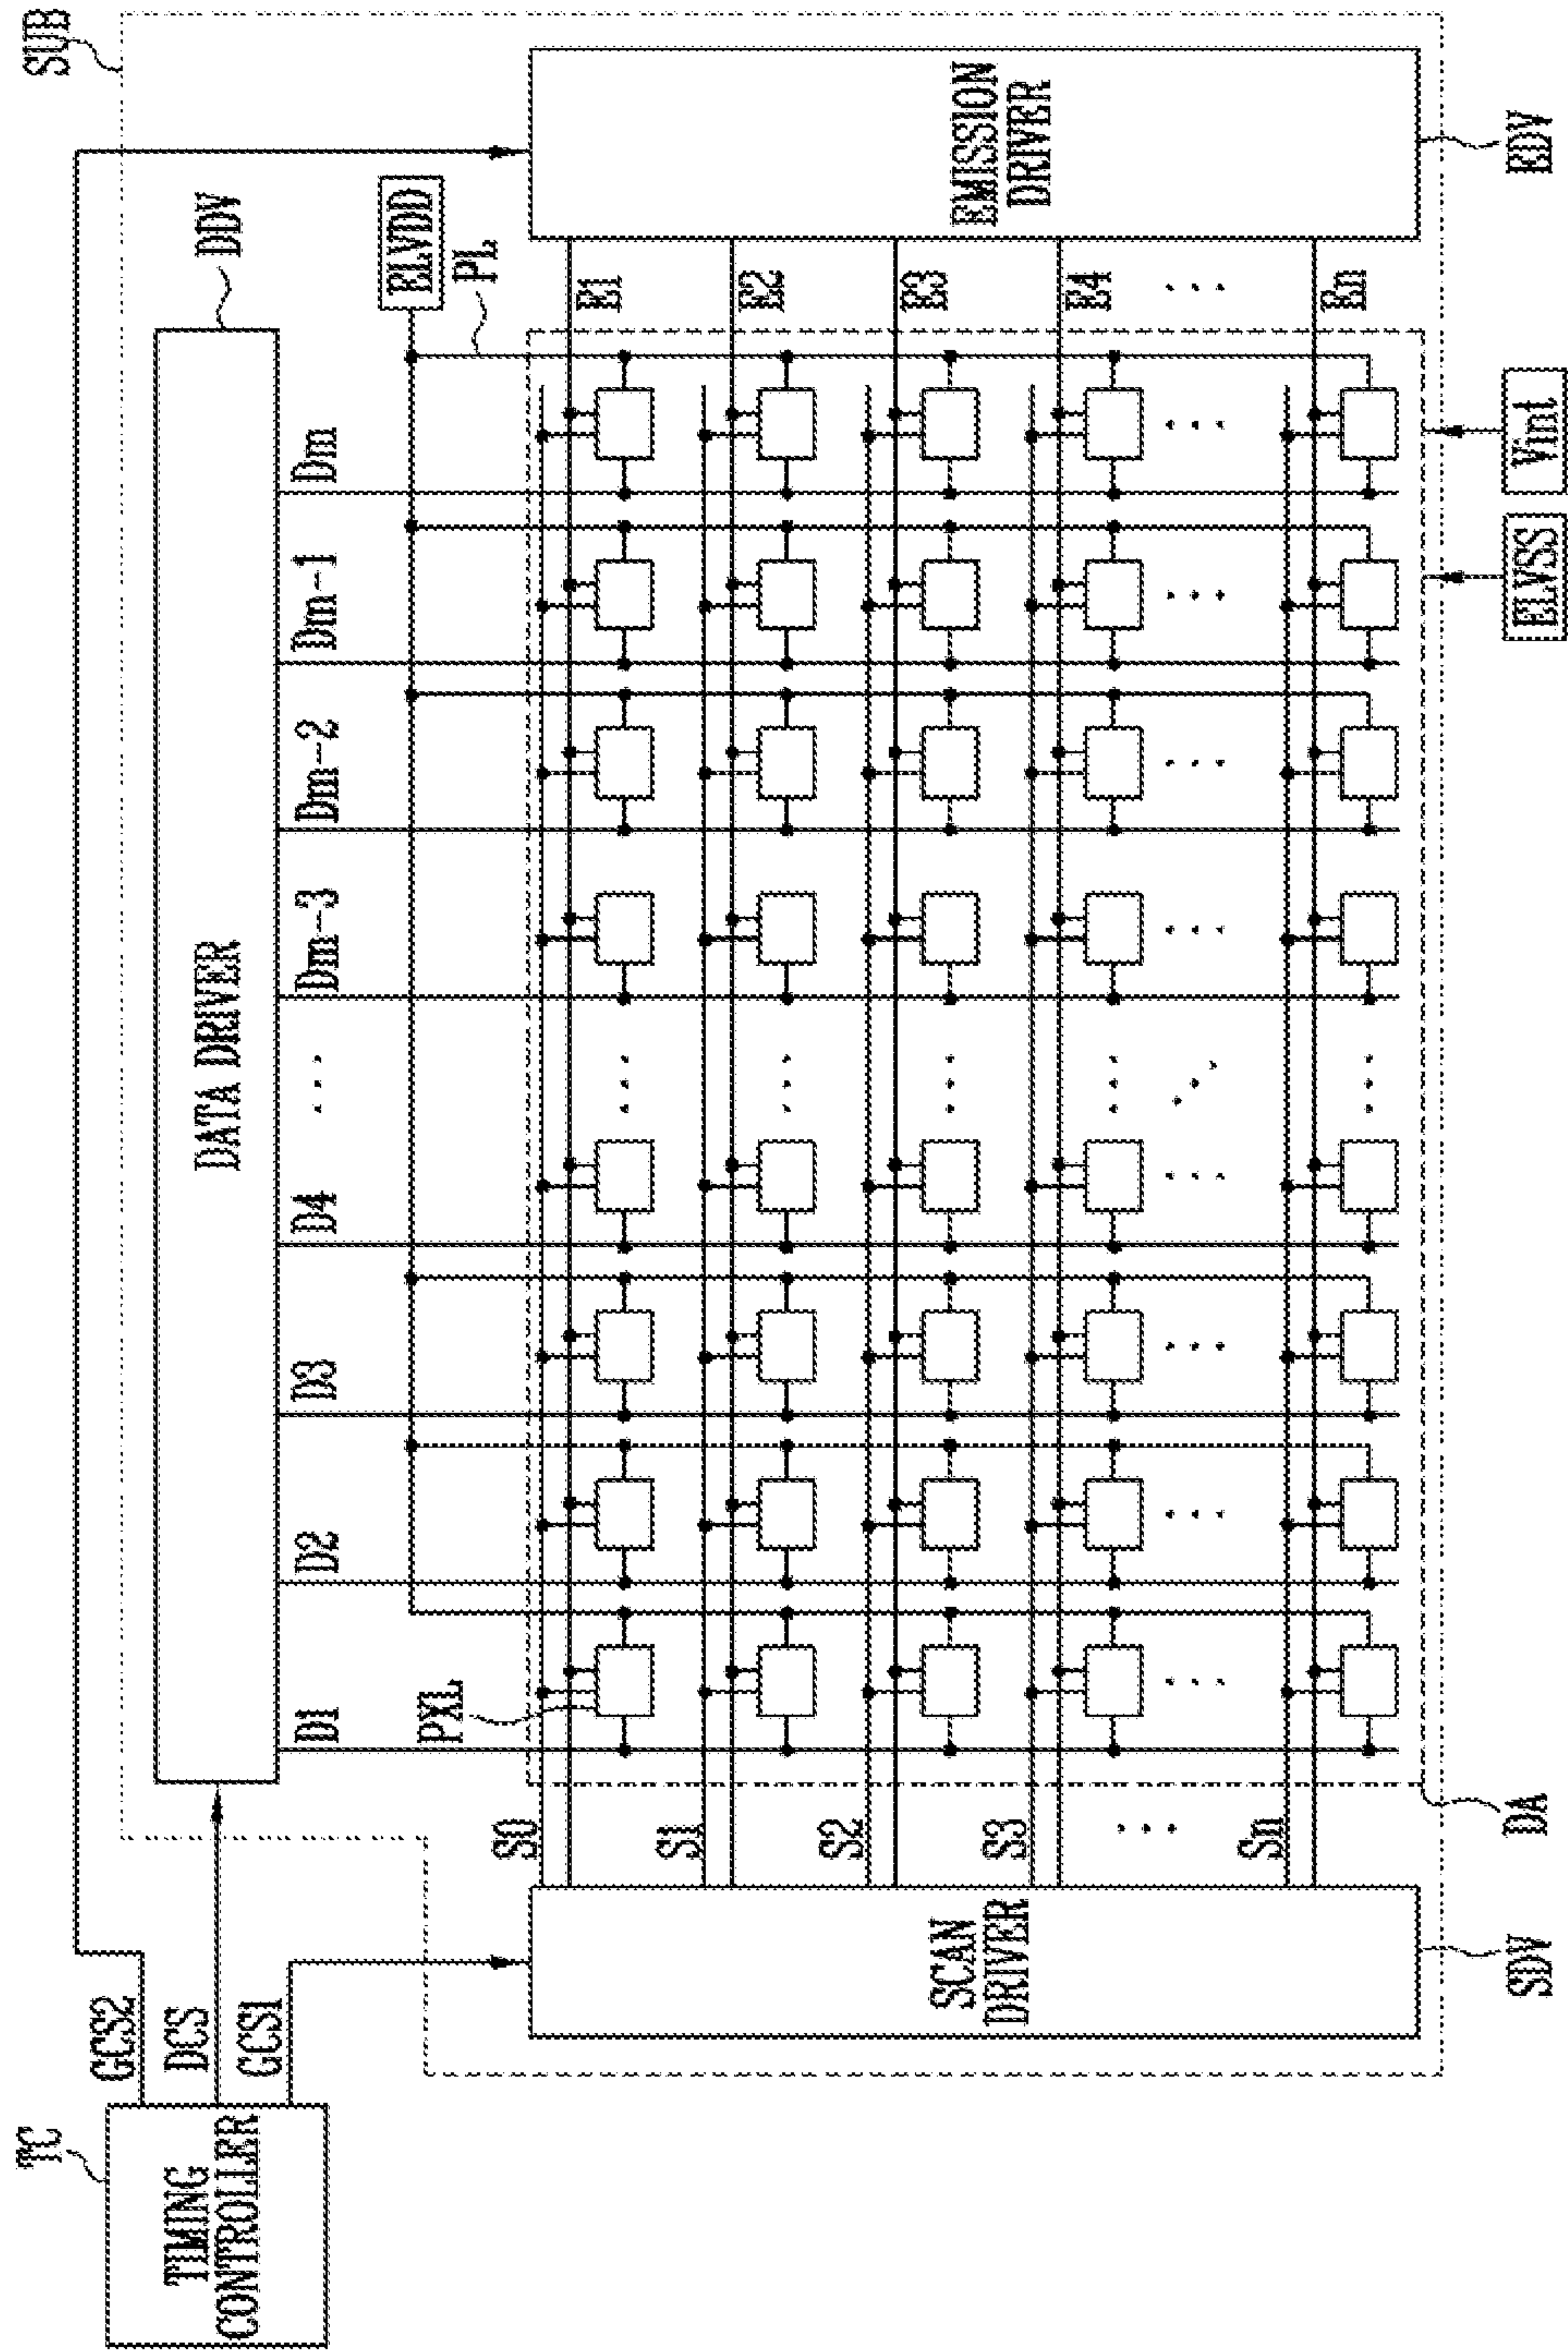 SUB
TC
TIMING
CONTROLLER
GCS2
DCS
GCS1
DATA DRIVER
DDV
ELVDD
PL
D1
D2
D3
D4
...
Dm-3
Dm-2
Dm-1
Dm
PXL
SCAN
DRIVER
SDV
S0
S1
S2
S3
...
Sn
E1
E2
E3
E4
...
En
EMISSION
DRIVER
EDV
DA
ELVSS
Vint